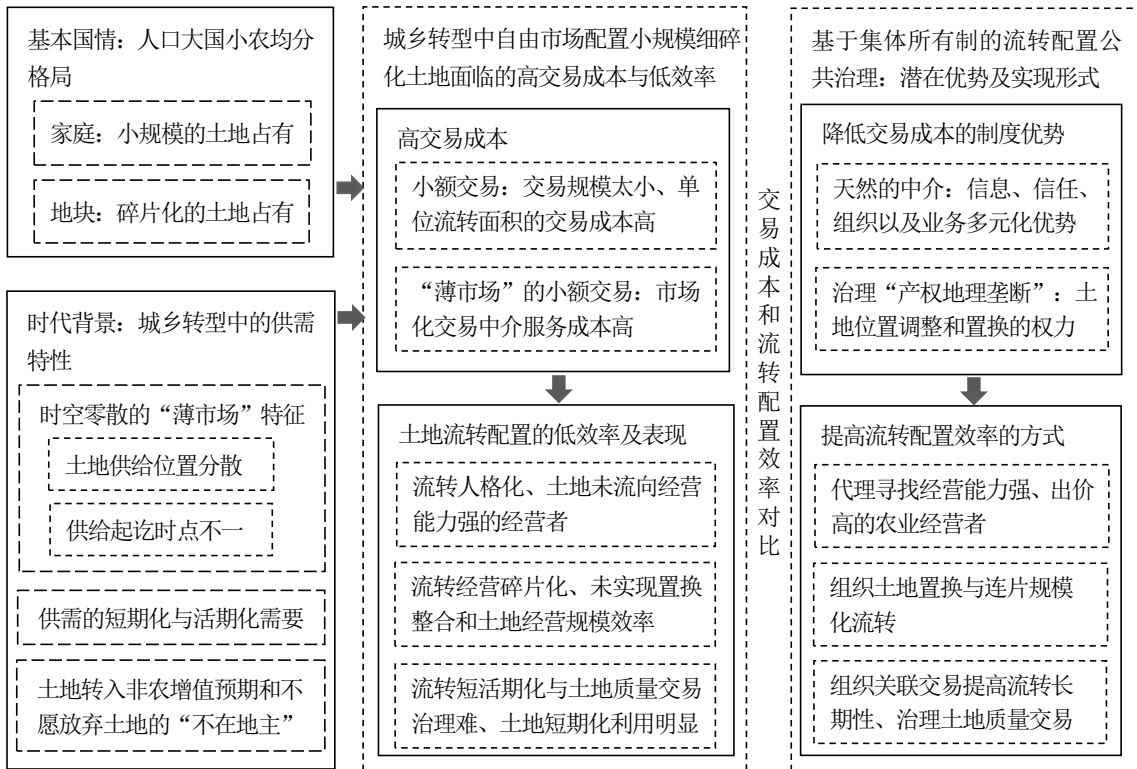 基本国情：人口大国小农均分
格局
家庭：小规模的土地占有
地块：碎片化的土地占有
时代背景：城乡转型中的供需
特性
时空零散的“薄市场”特征
土地供给位置分散
供给起讫时点不一
供需的短期化与活期化需要
土地转入非农增值预期和不
愿放弃土地的“不在地主”
城乡转型中自由市场配置小规模细碎
化土地面临的高交易成本与低效率
高交易成本
小额交易：交易规模太小、单
位流转面积的交易成本高
“薄市场”的小额交易：市场
化交易中介服务成本高
土地流转配置的低效率及表现
流转人格化、土地未流向经营
能力强的经营者
流转经营碎片化、未实现置换
整合和土地经营规模效率
流转短活期化与土地质量交易
治理难、土地短期化利用明显
交易成本和流转配置效率对比
基于集体所有制的流转配置公
共治理：潜在优势及实现形式
降低交易成本的制度优势
天然的中介：信息、信任、
组织以及业务多元化优势
治理“产权地理垄断”：土
地位置调整和置换的权力
提高流转配置效率的方式
代理寻找经营能力强、出价
高的农业经营者
组织土地置换与连片规模
化流转
组织关联交易提高流转长
期性、治理土地质量交易